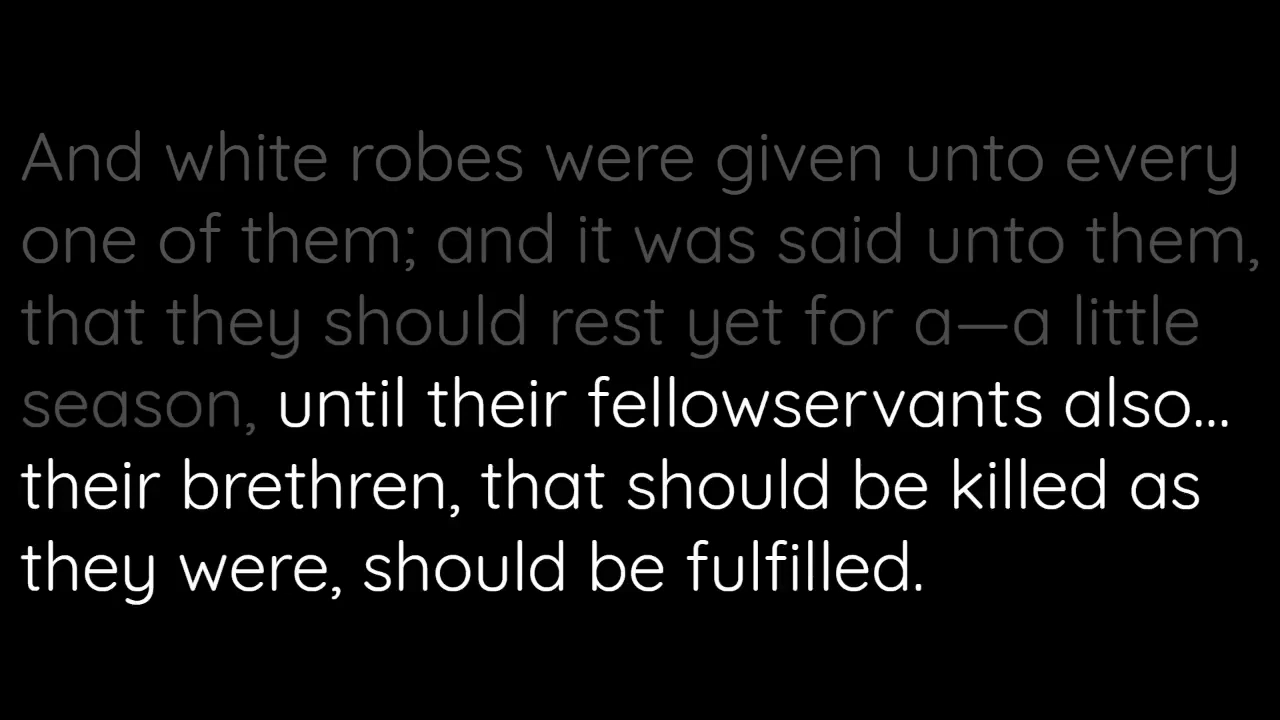 And white robes were given unto every
one of them; and it was said unto them,
that they should rest yet for a—a little
season, until their fellowservants also...
their brethren, that should be killed as
they were, should be fulfilled.